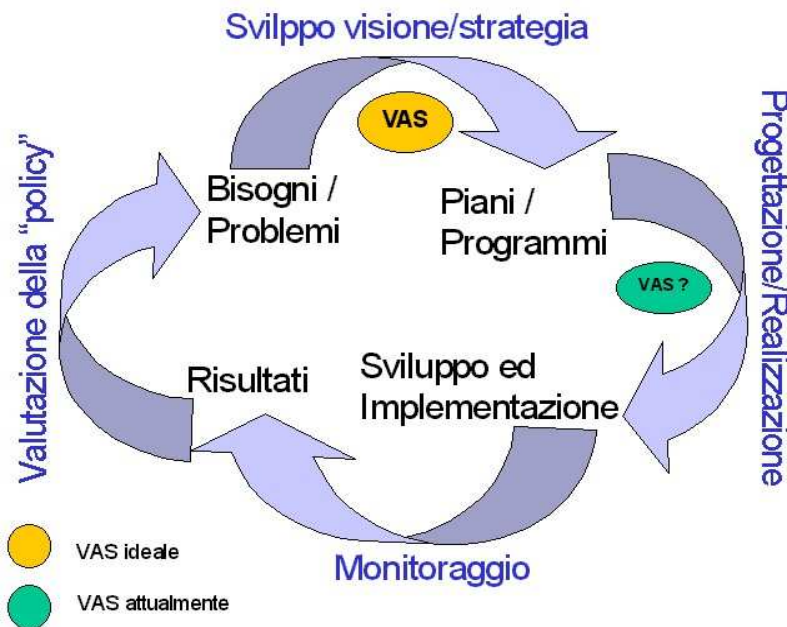 Svilppo visione/strategia
VAS
Bisogni /
Problemi
Piani /
Programmi
Progettazione/Realizzazione
VAS ?
Valutazione della "policy"
Risultati
Sviluppo ed
Implementazione
Monitoraggio
VAS ideale
VAS attualmente